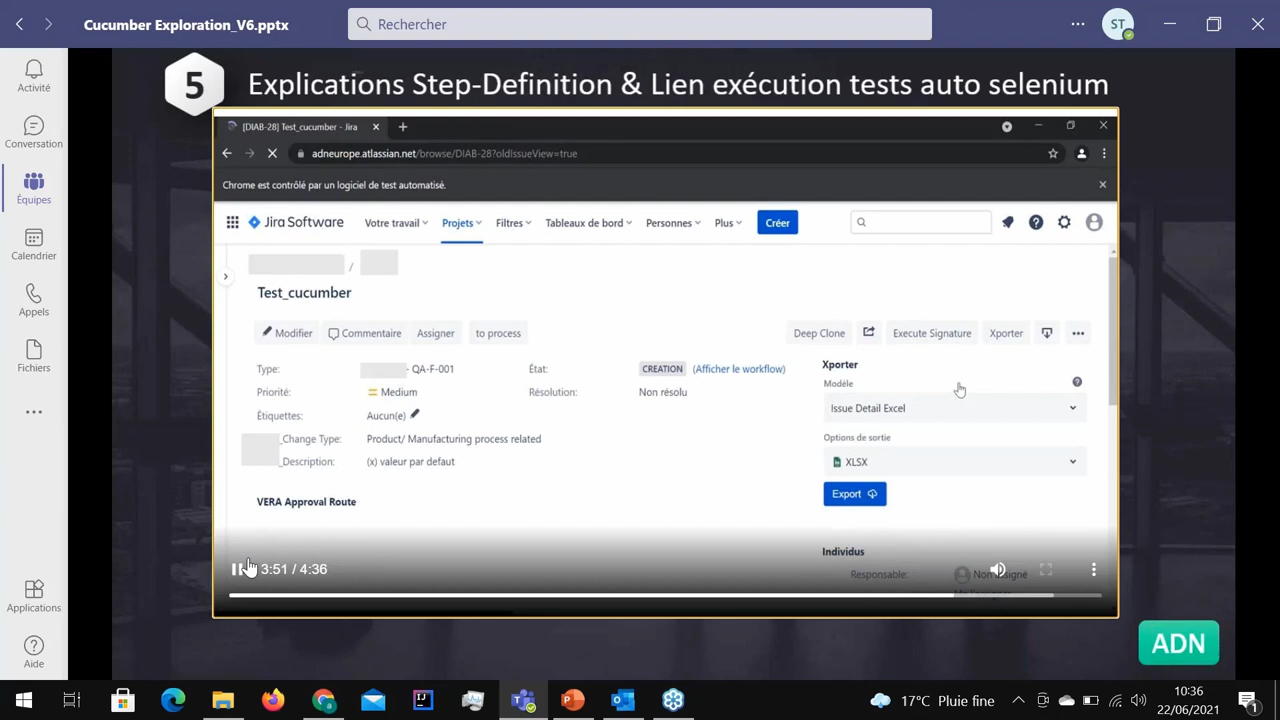 Cucumber Exploration_V6.pptx
Rechercher
ST
Activité
Conversation
Équipes
Calendrier
Appels
Fichiers
Applications
Aide
5 Explications Step-Definition & Lien exécution tests auto selenium
[DIAB-28] Test_cucumber - Jira
adneurope.atlassian.net/browse/DIAB-28?oldIssueView=true
Chrome est contrôlé par un logiciel de test automatisé.
Jira Software Votre travail Projets Filtres Tableaux de bord Personnes Plus Créer
/
Test_cucumber
Modifier Commentaire Assigner to process Deep Clone Execute Signature Xporter
Type: - QA-F-001 État: CREATION (Afficher le workflow)
Priorité: Medium Résolution: Non résolu
Étiquettes: Aucun(e)
_Change Type: Product/ Manufacturing process related
_Description: (x) valeur par defaut
VERA Approval Route
Xporter
Modèle
Issue Detail Excel
Options de sortie
XLSX
Export
Individus
Responsable: Non assigné
3:51 / 4:36
ADN
17°C Pluie fine
10:36
22/06/2021
1